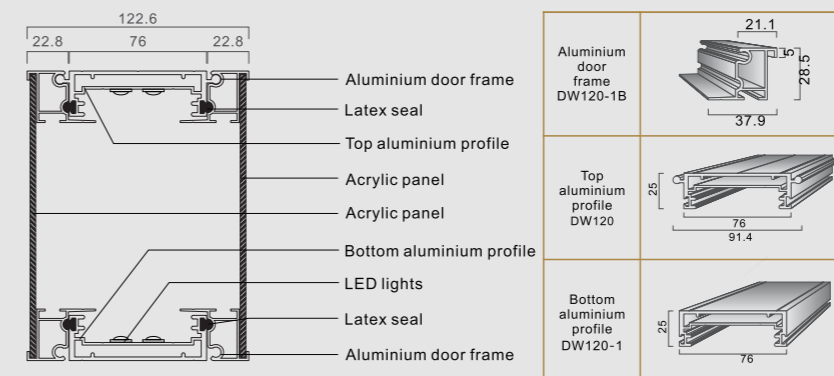 122.6
22.8 76 22.8
Aluminium door frame
Latex seal
Top aluminium profile
Acrylic panel
Acrylic panel
Bottom aluminium profile
LED lights
Latex seal
Aluminium door frame
Aluminium
door
frame
DW120-1B
21.1
5
28.5
37.9
Top
aluminium
profile
DW120
25
76
91.4
Bottom
aluminium
profile
DW120-1
25
76